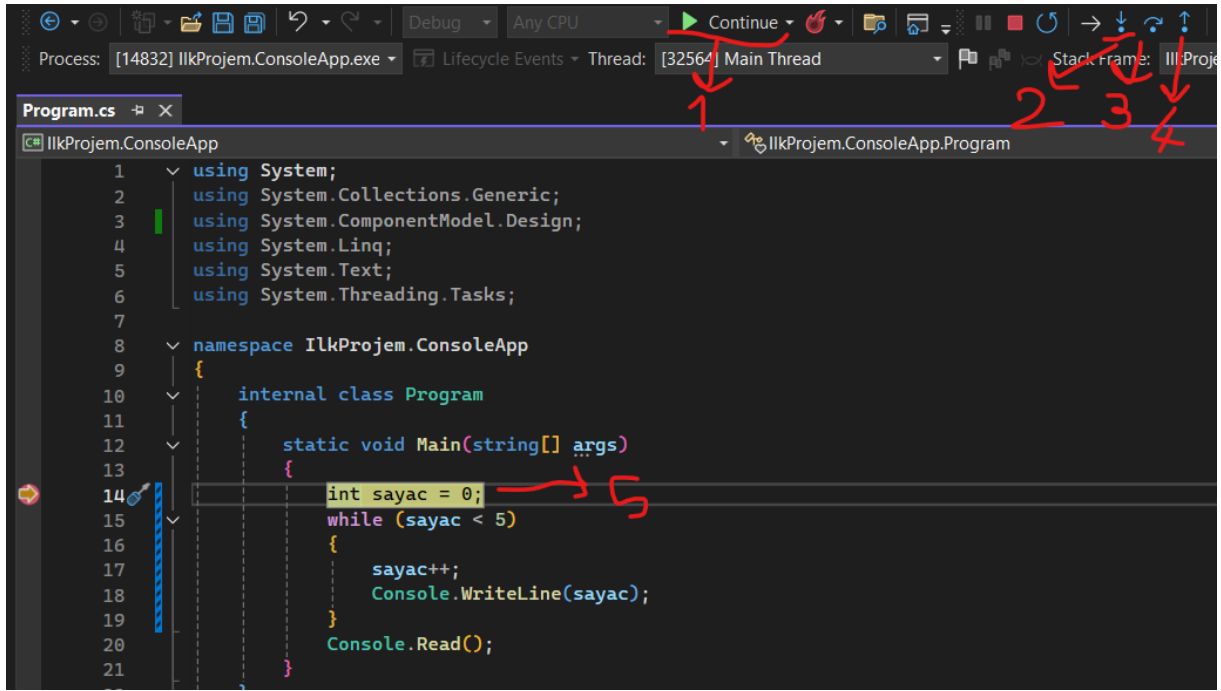 Debug Any CPU Continue
Process: [14832] IlkProjem.ConsoleApp.exe Lifecycle Events Thread: [32564] Main Thread Stack Frame: IlkProje
1 2 3 4
Program.cs
C# IlkProjem.ConsoleApp IlkProjem.ConsoleApp.Program
1 using System;
2 using System.Collections.Generic;
3 using System.ComponentModel.Design;
4 using System.Linq;
5 using System.Text;
6 using System.Threading.Tasks;
7
8 namespace IlkProjem.ConsoleApp
9 {
10 internal class Program
11 {
12 static void Main(string[] args)
13 {
14 int sayac = 0; 5
15 while (sayac < 5)
16 {
17 sayac++;
18 Console.WriteLine(sayac);
19 }
20 Console.Read();
21 }